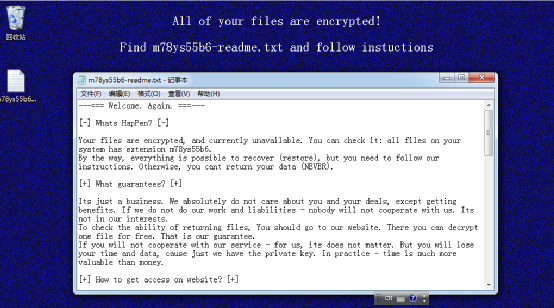 All of your files are encrypted!
Find m78ys55b6-readme.txt and follow instuctions
回收站
m78ys55b6-readme.txt - 记事本
文件(F) 编辑(E) 格式(O) 查看(V) 帮助(H)
m78ys55b6...
---=== Welcome. Again. ===---
[-] Whats HapPen? [-]
Your files are encrypted, and currently unavailable. You can check it: all files on your
system has extension m78ys55b6.
By the way, everything is possible to recover (restore), but you need to follow our
instructions. Otherwise, you cant return your data (NEVER).
[+] What guarantees? [+]
Its just a business. We absolutely do not care about you and your deals, except getting
benefits. If we do not do our work and liabilities - nobody will not cooperate with us. Its
not in our interests.
To check the ability of returning files, You should go to our website. There you can decrypt
one file for free. That is our guarantee.
If you will not cooperate with our service - for us, its does not matter. But you will lose
your time and data, cause just we have the private key. In practice - time is much more
valuable than money.
[+] How to get access on website? [+]
CH